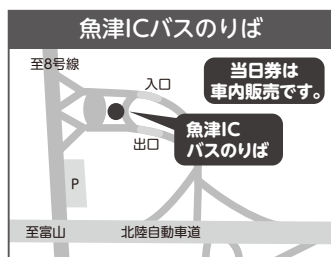 魚津ICバスのりば
至8号線
当日券は
車内販売です。
入口
魚津IC
バスのりば
出口
P
至富山
北陸自動車道